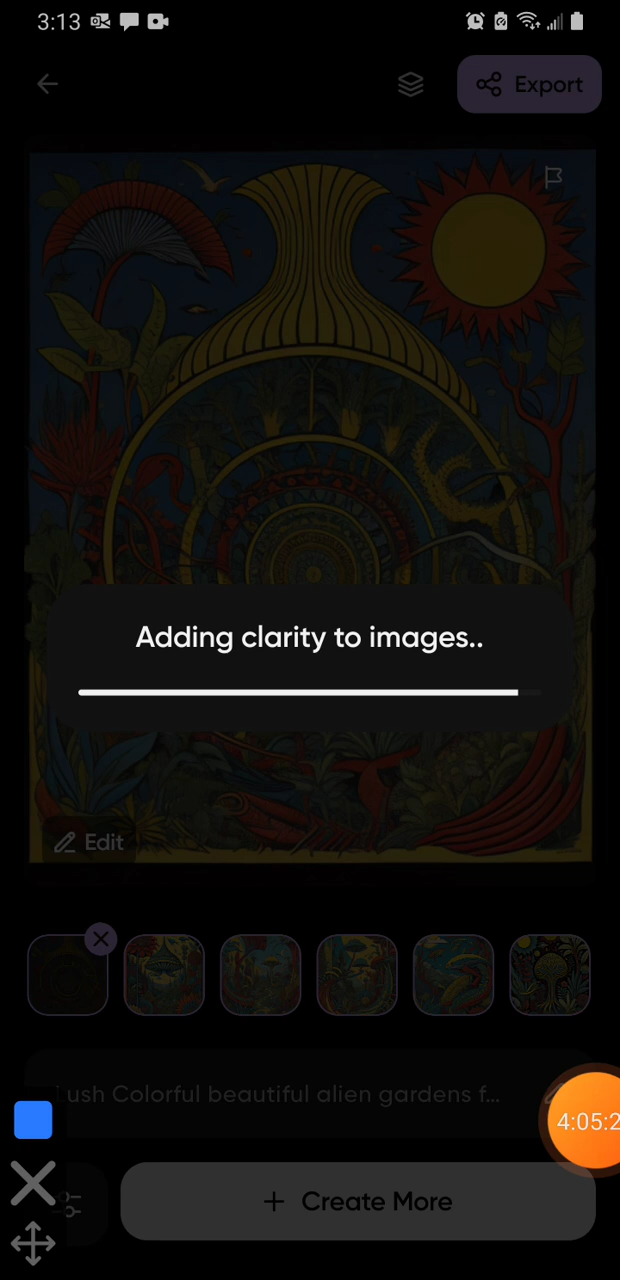 3:13
Export
Adding clarity to images..
Edit
ush Colorful beautiful alien gardens f...
4:05:2
+ Create More